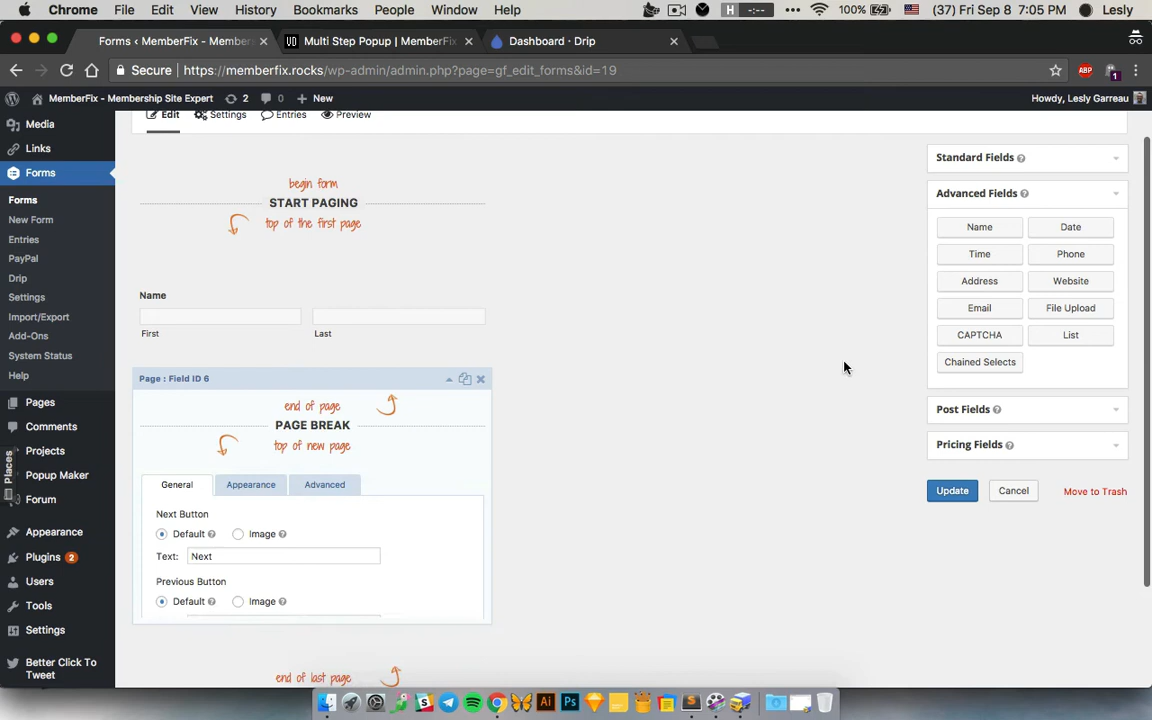 Chrome File Edit View History Bookmarks People Window Help H -:-- 100% (37) Fri Sep 8 7:05 PM Lesly
Forms ‹ MemberFix - Members Multi Step Popup | MemberFix Dashboard · Drip
Secure https://memberfix.rocks/wp-admin/admin.php?page=gf_edit_forms&id=19 ABP 1
MemberFix - Membership Site Expert 2 0 New Howdy, Lesly Garreau
Media
Links
Forms
Forms
New Form
Entries
PayPal
Drip
Settings
Import/Export
Add-Ons
System Status
Help
Pages
Comments
Projects
Popup Maker
Forum
Appearance
Plugins 2
Users
Tools
Settings
Better Click To
Tweet
Places
Edit Settings Entries Preview
begin form
START PAGING
top of the first page
Name
First Last
Page : Field ID 6
end of page
PAGE BREAK
top of new page
General Appearance Advanced
Next Button
Default Image
Text: Next
Previous Button
Default Image
end of last page
Standard Fields
Advanced Fields
Name Date
Time Phone
Address Website
Email File Upload
CAPTCHA List
Chained Selects
Post Fields
Pricing Fields
Update Cancel Move to Trash
Ai Ps